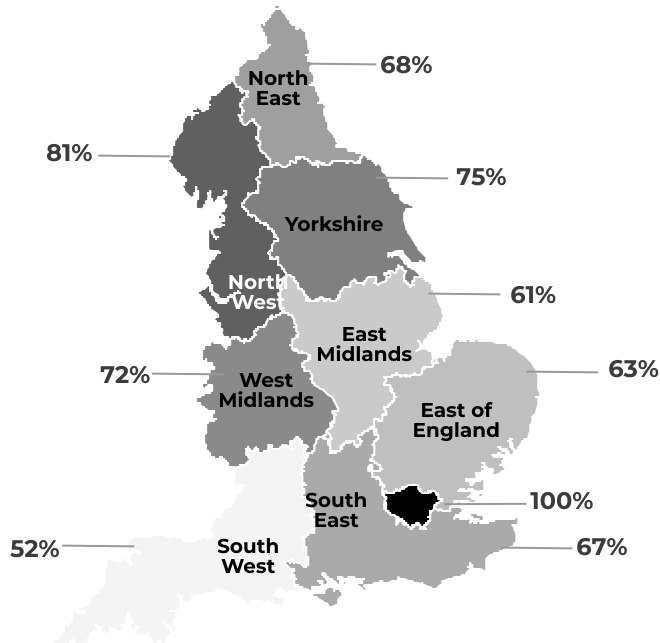 68%
North
East
81%
75%
Yorkshire
North
West
61%
East
Midlands
72%
West
Midlands
63%
East of
England
South
East
100%
52%
South
West
67%